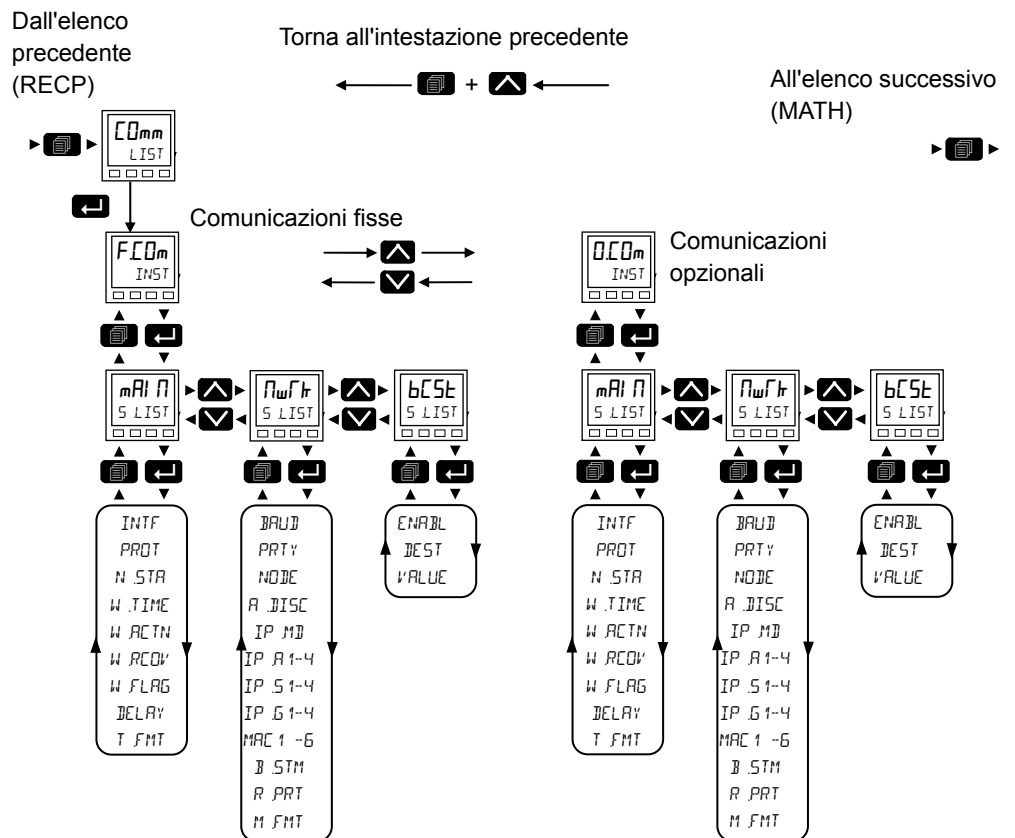 Dall'elenco
precedente
(RECP)
Torna all'intestazione precedente
+
All'elenco successivo
(MATH)
COmm
LIST
Comunicazioni fisse
F.COm
INST
O.COm
INST
Comunicazioni
opzionali
mAIn
S.LIST
nwrk
S.LIST
bCSt
S.LIST
mAIn
S.LIST
nwrk
S.LIST
bCSt
S.LIST
INTF
PROT
N.STA
W.TIME
W.ACTN
W.RCOV
W.FLAG
DELAY
T.FMT
BAUD
PRTY
NODE
A.DISC
IP.MD
IP.A1-4
IP.S1-4
IP.G1-4
MAC1-6
B.STM
R.PRT
M.FMT
ENABL
DEST
VALUE
INTF
PROT
N.STA
W.TIME
W.ACTN
W.RCOV
W.FLAG
DELAY
T.FMT
BAUD
PRTY
NODE
A.DISC
IP.MD
IP.A1-4
IP.S1-4
IP.G1-4
MAC1-6
B.STM
R.PRT
M.FMT
ENABL
DEST
VALUE